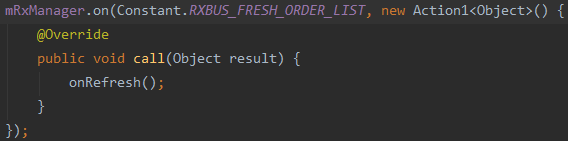 mRxManager.on(Constant.RXBUS_FRESH_ORDER_LIST, new Action1<Object>() {
@Override
public void call(Object result) {
onRefresh();
}
});